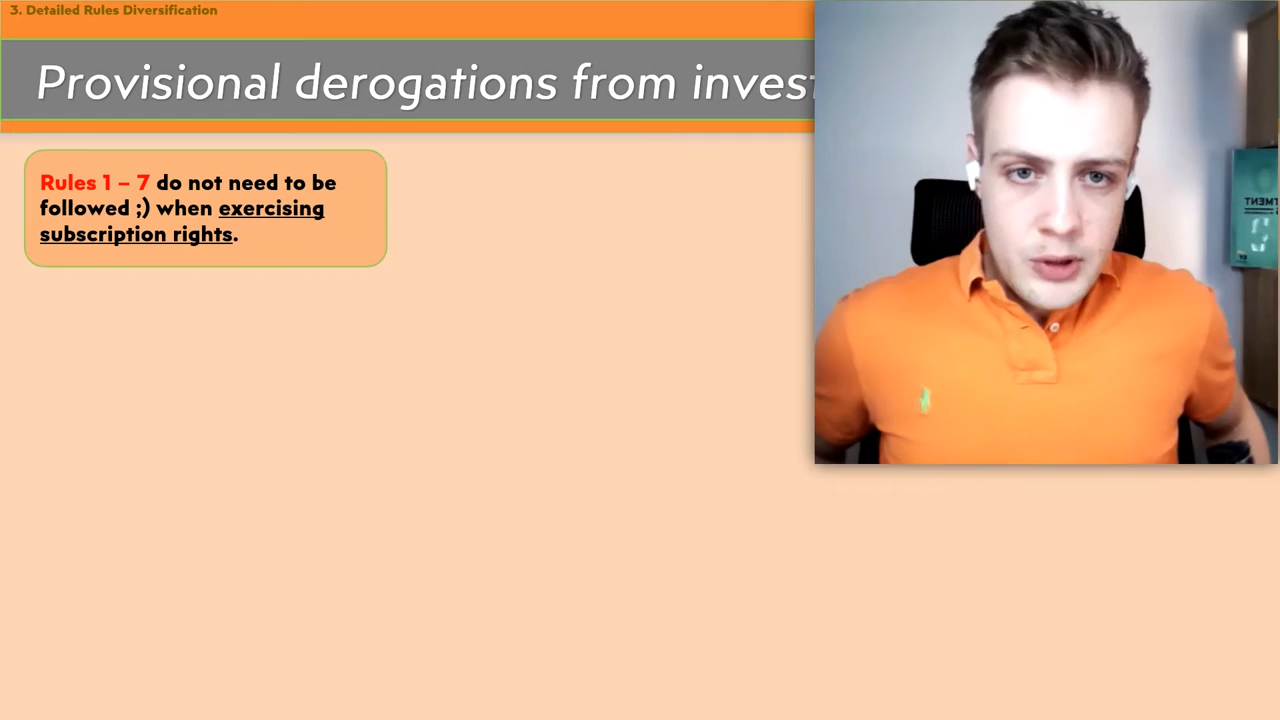 3. Detailed Rules Diversification
Provisional derogations from invest
Rules 1 – 7 do not need to be
followed ;) when exercising
subscription rights.